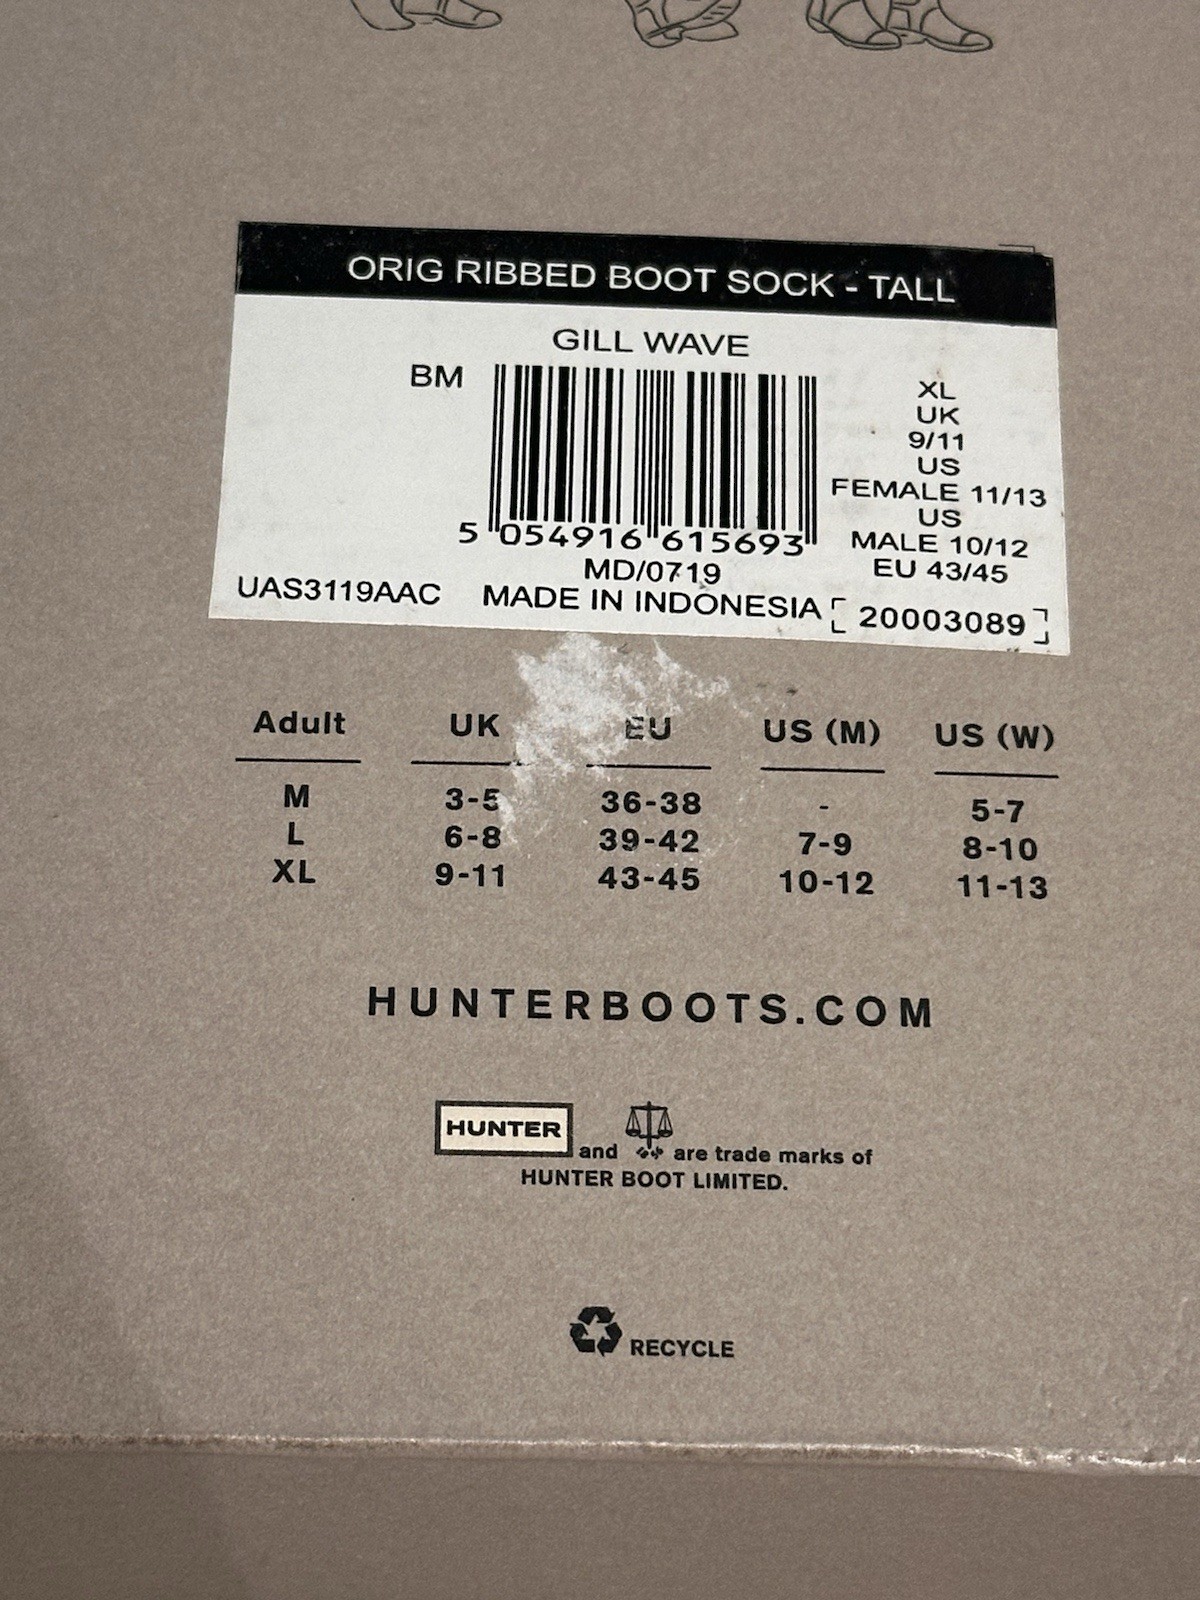 ORIG RIBBED BOOT SOCK - TALL
GILL WAVE
BM
XL
UK
9/11
US
FEMALE 11/13
US
MALE 10/12
EU 43/45
5 054916 615693
MD/0719
UAS3119AAC MADE IN INDONESIA 20003089
Adult UK EU US (M) US (W)
M 3-5 36-38 - 5-7
L 6-8 39-42 7-9 8-10
XL 9-11 43-45 10-12 11-13
HUNTERBOOTS.COM
HUNTER and are trade marks of
HUNTER BOOT LIMITED.
RECYCLE